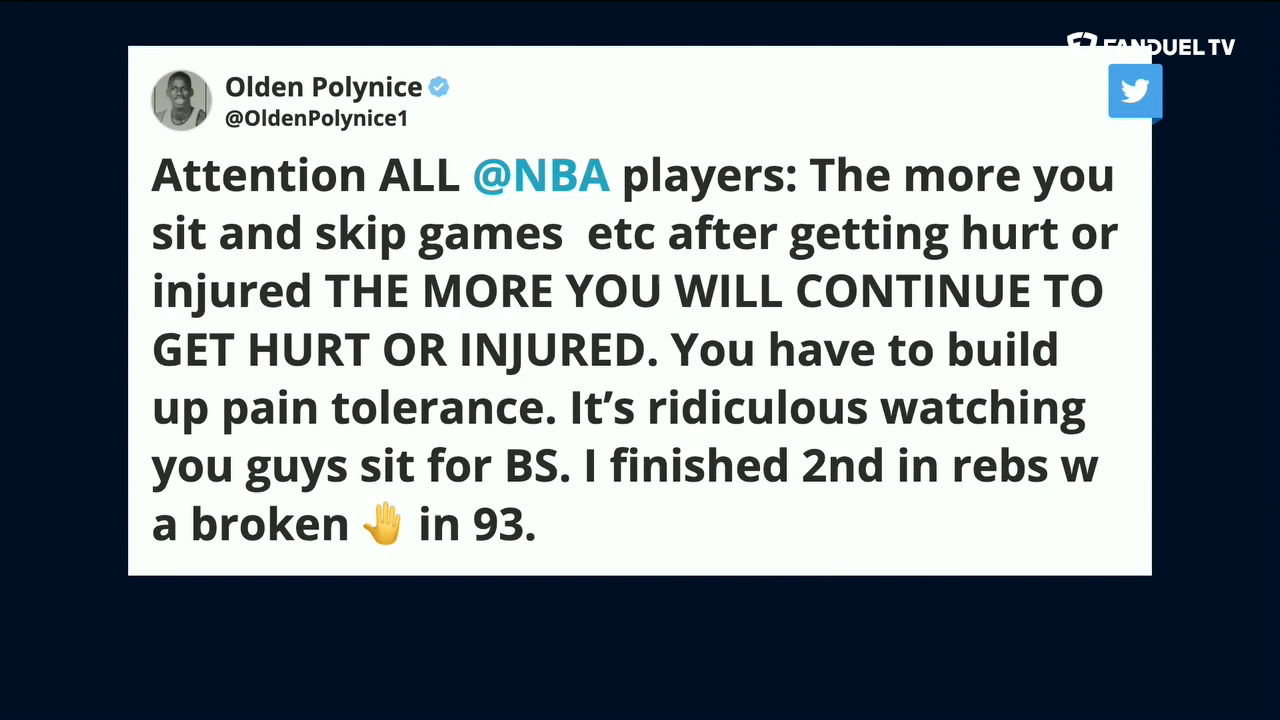 FANDUEL TV
Olden Polynice
@OldenPolynice1
Attention ALL @NBA players: The more you
sit and skip games  etc after getting hurt or
injured THE MORE YOU WILL CONTINUE TO
GET HURT OR INJURED. You have to build
up pain tolerance. It’s ridiculous watching
you guys sit for BS. I finished 2nd in rebs w
a broken 🤚 in 93.